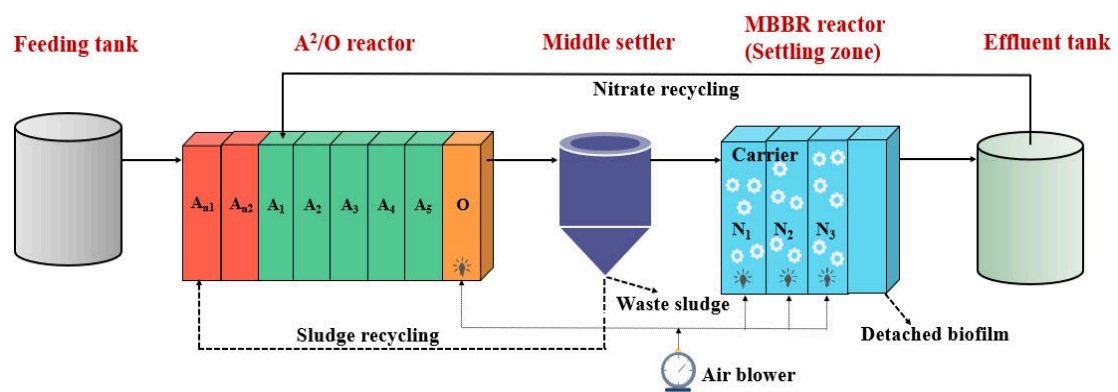 Feeding tank
A²/O reactor
Middle settler
MBBR reactor
(Settling zone)
Effluent tank
Nitrate recycling
Carrier
Aₙ₁
Aₙ₂
A₁
A₂
A₃
A₄
A₅
O
N₁
N₂
N₃
Waste sludge
Sludge recycling
Detached biofilm
Air blower